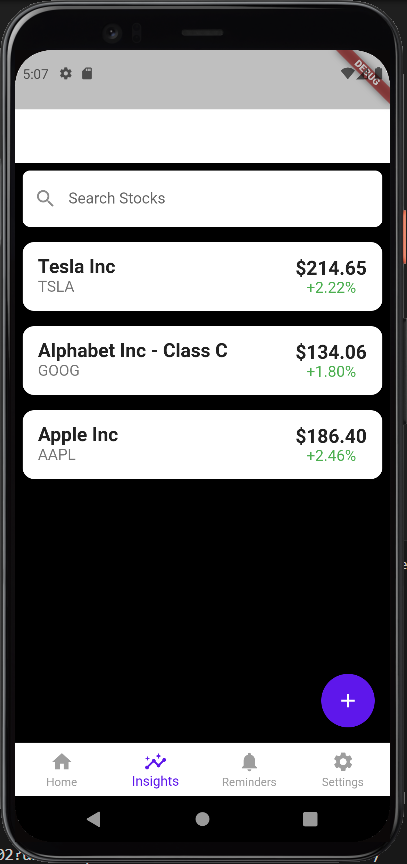 5:07
DEBUG
Search Stocks
Tesla Inc
$214.65
TSLA
+2.22%
Alphabet Inc - Class C
$134.06
GOOG
+1.80%
Apple Inc
$186.40
AAPL
+2.46%
+
Home
Insights
Reminders
Settings